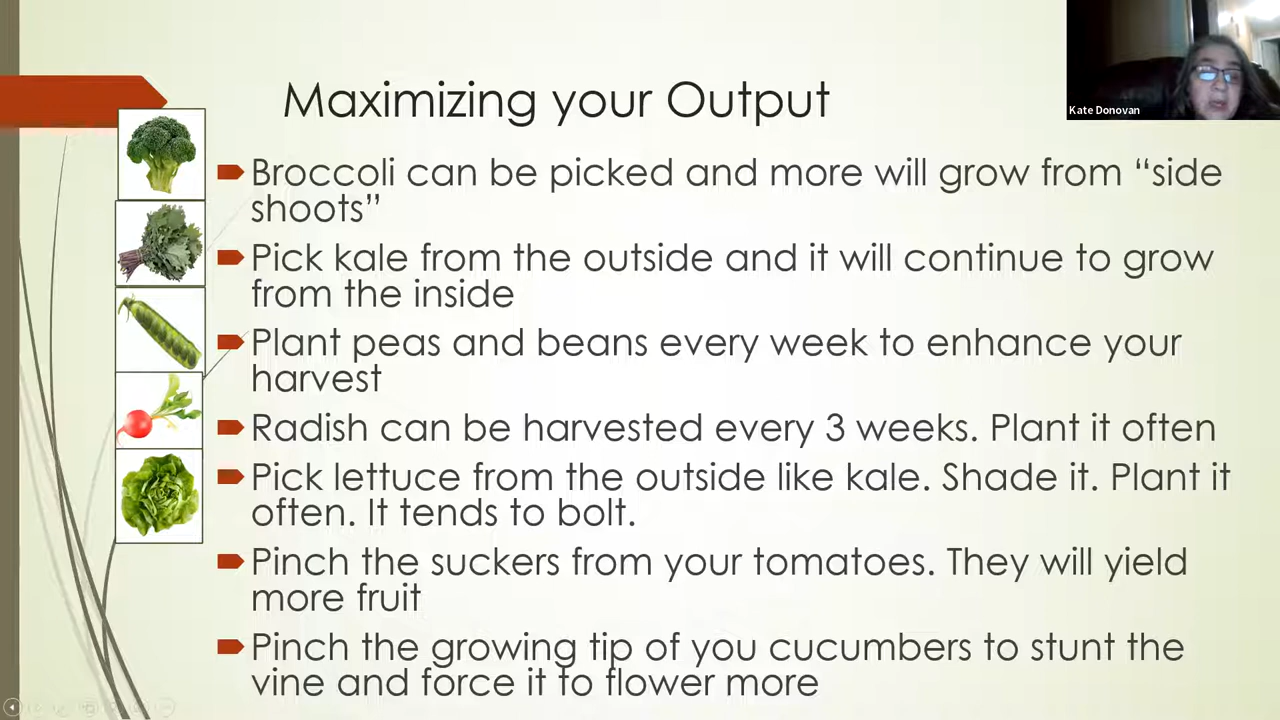 Maximizing your Output
Kate Donovan
Broccoli can be picked and more will grow from “side
shoots”
Pick kale from the outside and it will continue to grow
from the inside
Plant peas and beans every week to enhance your
harvest
Radish can be harvested every 3 weeks. Plant it often
Pick lettuce from the outside like kale. Shade it. Plant it
often. It tends to bolt.
Pinch the suckers from your tomatoes. They will yield
more fruit
Pinch the growing tip of you cucumbers to stunt the
vine and force it to flower more